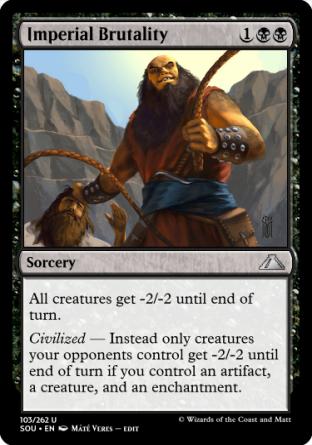 Imperial Brutality 1
Sorcery
All creatures get -2/-2 until end of
turn.
Civilized — Instead only creatures
your opponents control get -2/-2 until
end of turn if you control an artifact,
a creature, and an enchantment.
103/262 U
SOU • EN MÁTÉ VERES – EDIT
© Wizards of the Coast and Matt